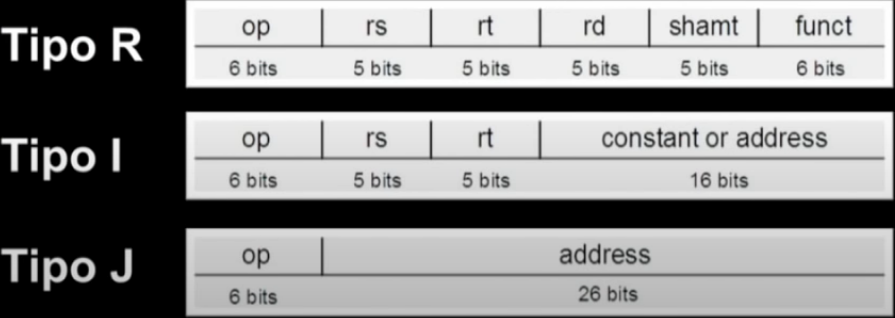 Tipo R
op rs rt rd shamt funct
6 bits 5 bits 5 bits 5 bits 5 bits 6 bits
Tipo I
op rs rt constant or address
6 bits 5 bits 5 bits 16 bits
Tipo J
op address
6 bits 26 bits